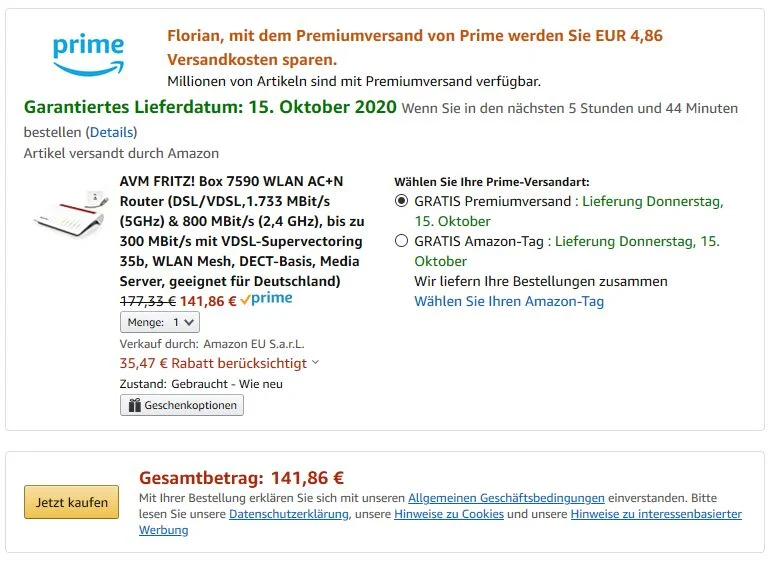 prime
Florian, mit dem Premiumversand von Prime werden Sie EUR 4,86
Versandkosten sparen.
Millionen von Artikeln sind mit Premiumversand verfügbar.
Garantiertes Lieferdatum: 15. Oktober 2020 Wenn Sie in den nächsten 5 Stunden und 44 Minuten
bestellen (Details)
Artikel versandt durch Amazon
AVM FRITZ! Box 7590 WLAN AC+N
Router (DSL/VDSL,1.733 MBit/s
(5GHz) & 800 MBit/s (2,4 GHz), bis zu
300 MBit/s mit VDSL-Supervectoring
35b, WLAN Mesh, DECT-Basis, Media
Server, geeignet für Deutschland)
177,33 € 141,86 € prime
Menge: 1
Verkauf durch: Amazon EU S.a.r.L.
35,47 € Rabatt berücksichtigt
Zustand: Gebraucht - Wie neu
Geschenkoptionen
Wählen Sie Ihre Prime-Versandart:
GRATIS Premiumversand : Lieferung Donnerstag,
15. Oktober
GRATIS Amazon-Tag : Lieferung Donnerstag, 15.
Oktober
Wir liefern Ihre Bestellungen zusammen
Wählen Sie Ihren Amazon-Tag
Jetzt kaufen
Gesamtbetrag: 141,86 €
Mit Ihrer Bestellung erklären Sie sich mit unseren Allgemeinen Geschäftsbedingungen einverstanden. Bitte
lesen Sie unsere Datenschutzerklärung, unsere Hinweise zu Cookies und unsere Hinweise zu interessenbasierter
Werbung